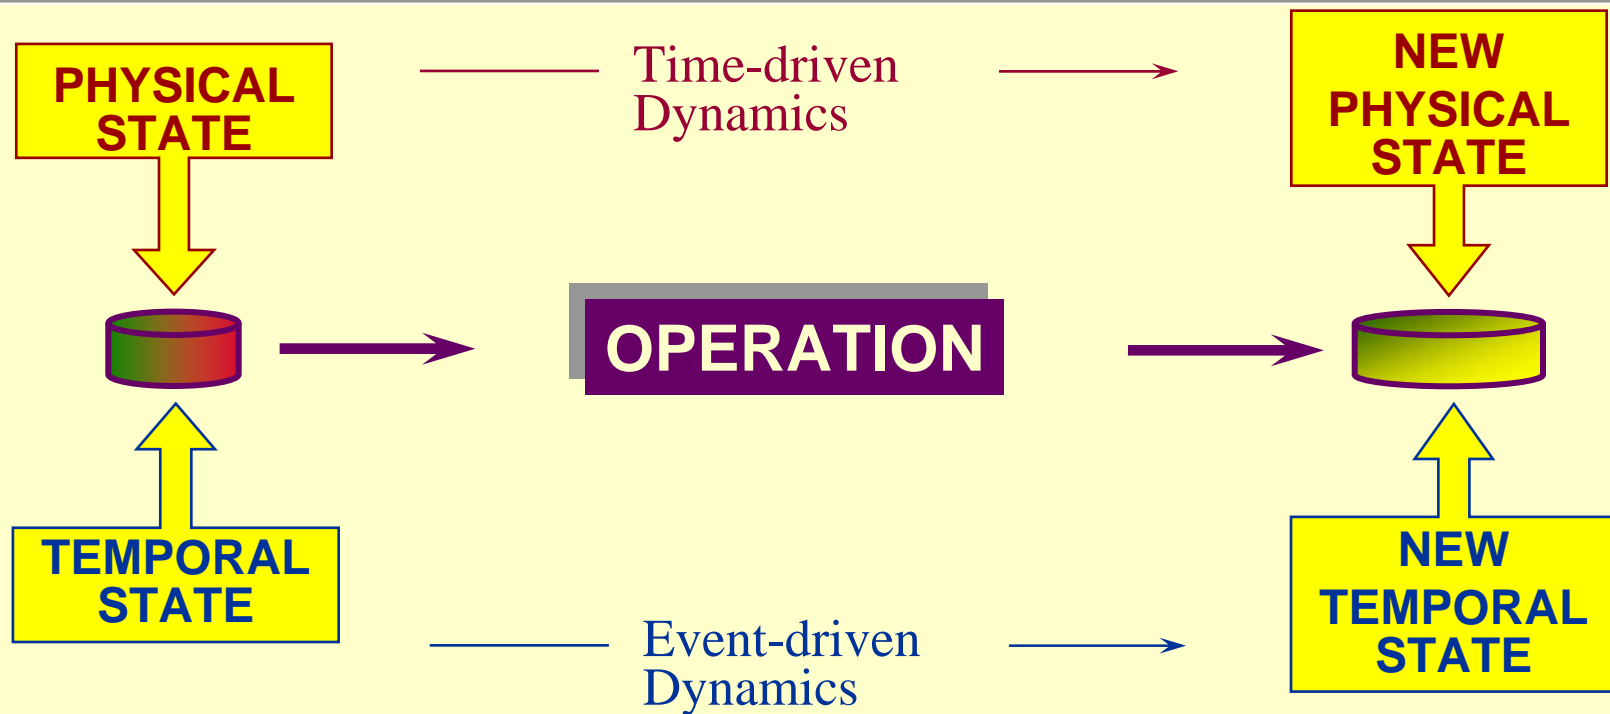 PHYSICAL
STATE
Time-driven
Dynamics
NEW
PHYSICAL
STATE
OPERATION
TEMPORAL
STATE
Event-driven
Dynamics
NEW
TEMPORAL
STATE